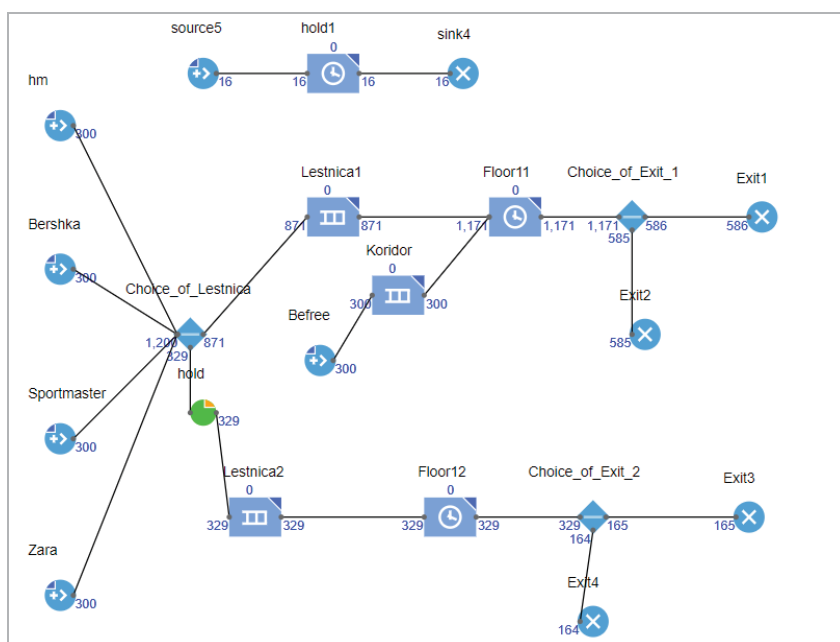 source5
hold1
sink4
0
16
16
16
16
hm
300
Lestnica1
Floor11
Choice_of_Exit_1
Exit1
0
0
871
871
1,171
1,171
1,171
586
586
585
Bershka
300
Koridor
0
300
300
Choice_of_Lestnica
Befree
300
Exit2
585
1,200
871
329
hold
329
Sportmaster
300
Lestnica2
Floor12
Choice_of_Exit_2
Exit3
0
0
329
329
329
329
329
165
165
164
Zara
300
Exit4
164